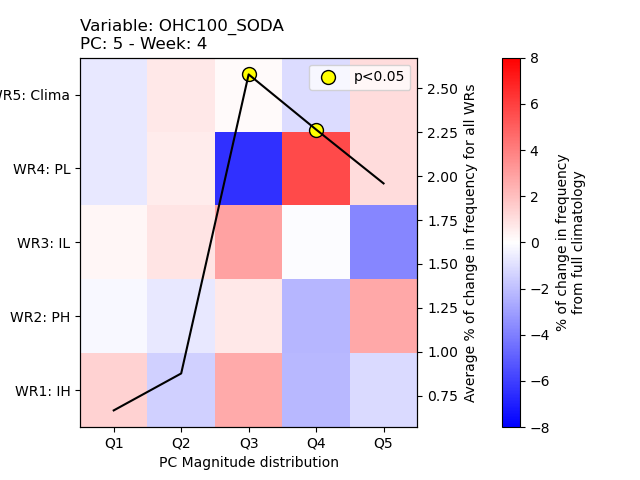 Variable: OHC100_SODA
PC: 5 - Week: 4
p<0.05
WR5: Clima
WR4: PL
WR3: IL
WR2: PH
WR1: IH
Q1 Q2 Q3 Q4 Q5
PC Magnitude distribution
2.50
2.25
2.00
1.75
1.50
1.25
1.00
0.75
Average % of change in frequency for all WRs
8
6
4
2
0
−2
−4
−6
−8
% of change in frequency
from full climatology